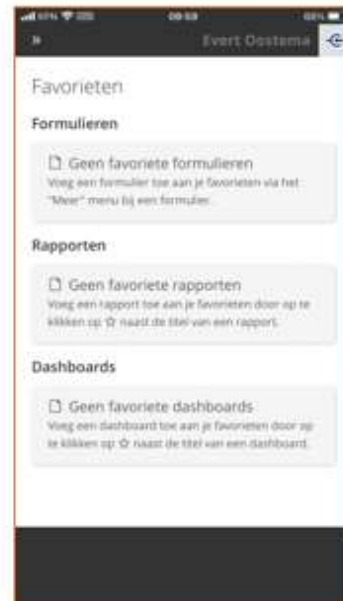 09:59
»
Evert Oostema
Favorieten
Formulieren
Geen favoriete formulieren
Voeg een formulier toe aan je favorieten via het
"Meer" menu bij een formulier.
Rapporten
Geen favoriete rapporten
Voeg een rapport toe aan je favorieten door op te
klikken op ☆ naast de titel van een rapport.
Dashboards
Geen favoriete dashboards
Voeg een dashboard toe aan je favorieten door op
te klikken op ☆ naast de titel van een dashboard.